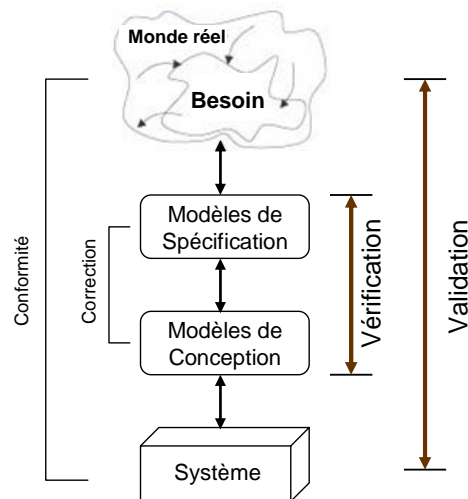 Monde réel
Besoin
Modèles de
Spécification
Modèles de
Conception
Système
Conformité
Correction
Vérification
Validation